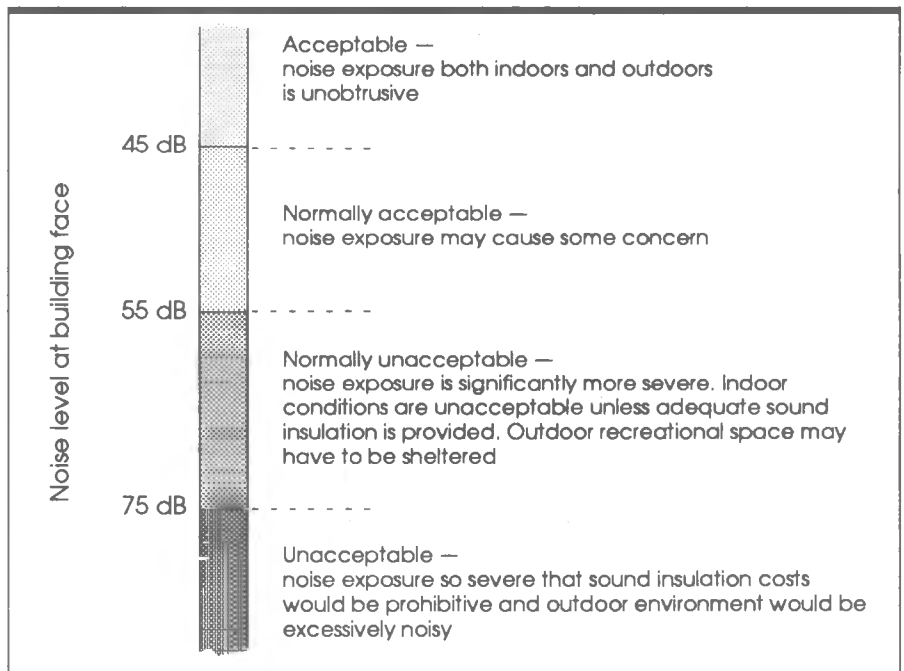 Acceptable —
noise exposure both indoors and outdoors
is unobtrusive
45 dB
Normally acceptable —
noise exposure may cause some concern
Noise level at building face
55 dB
Normally unacceptable —
noise exposure is significantly more severe. Indoor
conditions are unacceptable unless adequate sound
insulation is provided. Outdoor recreational space may
have to be sheltered
75 dB
Unacceptable —
noise exposure so severe that sound insulation costs
would be prohibitive and outdoor environment would be
excessively noisy